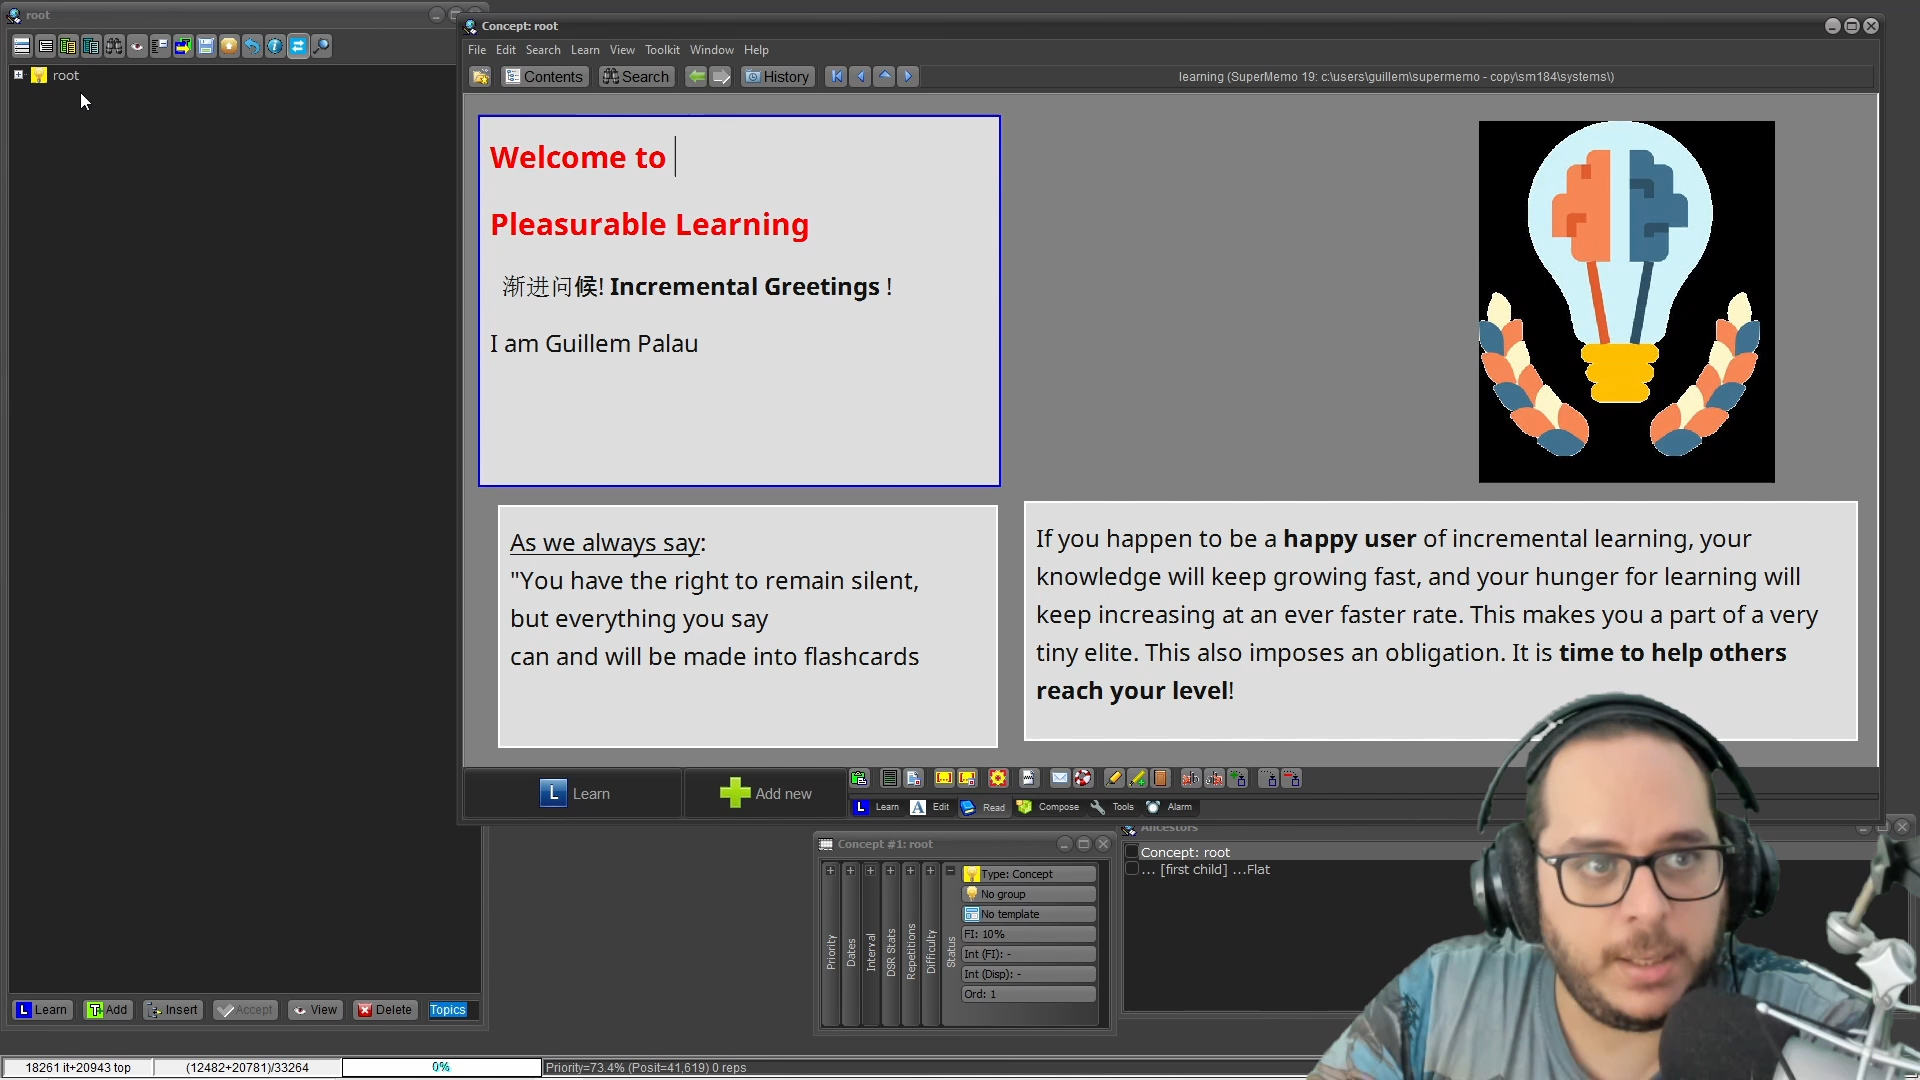 root
root
Concept: root
File Edit Search Learn View Toolkit Window Help
Contents Search History
learning (SuperMemo 19: c:\users\guillem\supermemo - copy\sm184\systems\)
Welcome to
Pleasurable Learning
渐进问候! Incremental Greetings !
I am Guillem Palau
As we always say:
"You have the right to remain silent,
but everything you say
can and will be made into flashcards
If you happen to be a happy user of incremental learning, your
knowledge will keep growing fast, and your hunger for learning will
keep increasing at an ever faster rate. This makes you a part of a very
tiny elite. This also imposes an obligation. It is time to help others
reach your level!
L Learn
Add new
L Learn A Edit Read Compose Tools Alarm
Concept #1: root
Priority
Dates
Interval
DSR Stats
Repetitions
Difficulty
Status
Type: Concept
No group
No template
FI: 10%
Int (FI): -
Int (Disp): -
Ord: 1
Ancestors
Concept: root
... [first child] ...Flat
L Learn Add Insert Accept View Delete Topics
18261 it+20943 top
(12482+20781)/33264
0%
Priority=73.4% (Posit=41,619) 0 reps